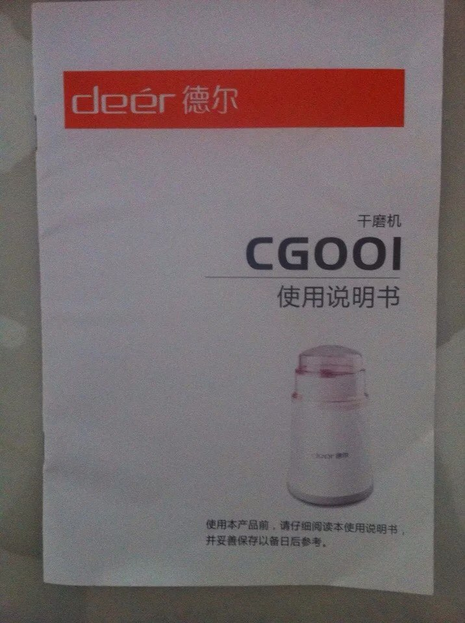 deér 德尔
干磨机
CG001
使用说明书
deer 德尔
使用本产品前，请仔细阅读本使用说明书，
并妥善保存以备日后参考。